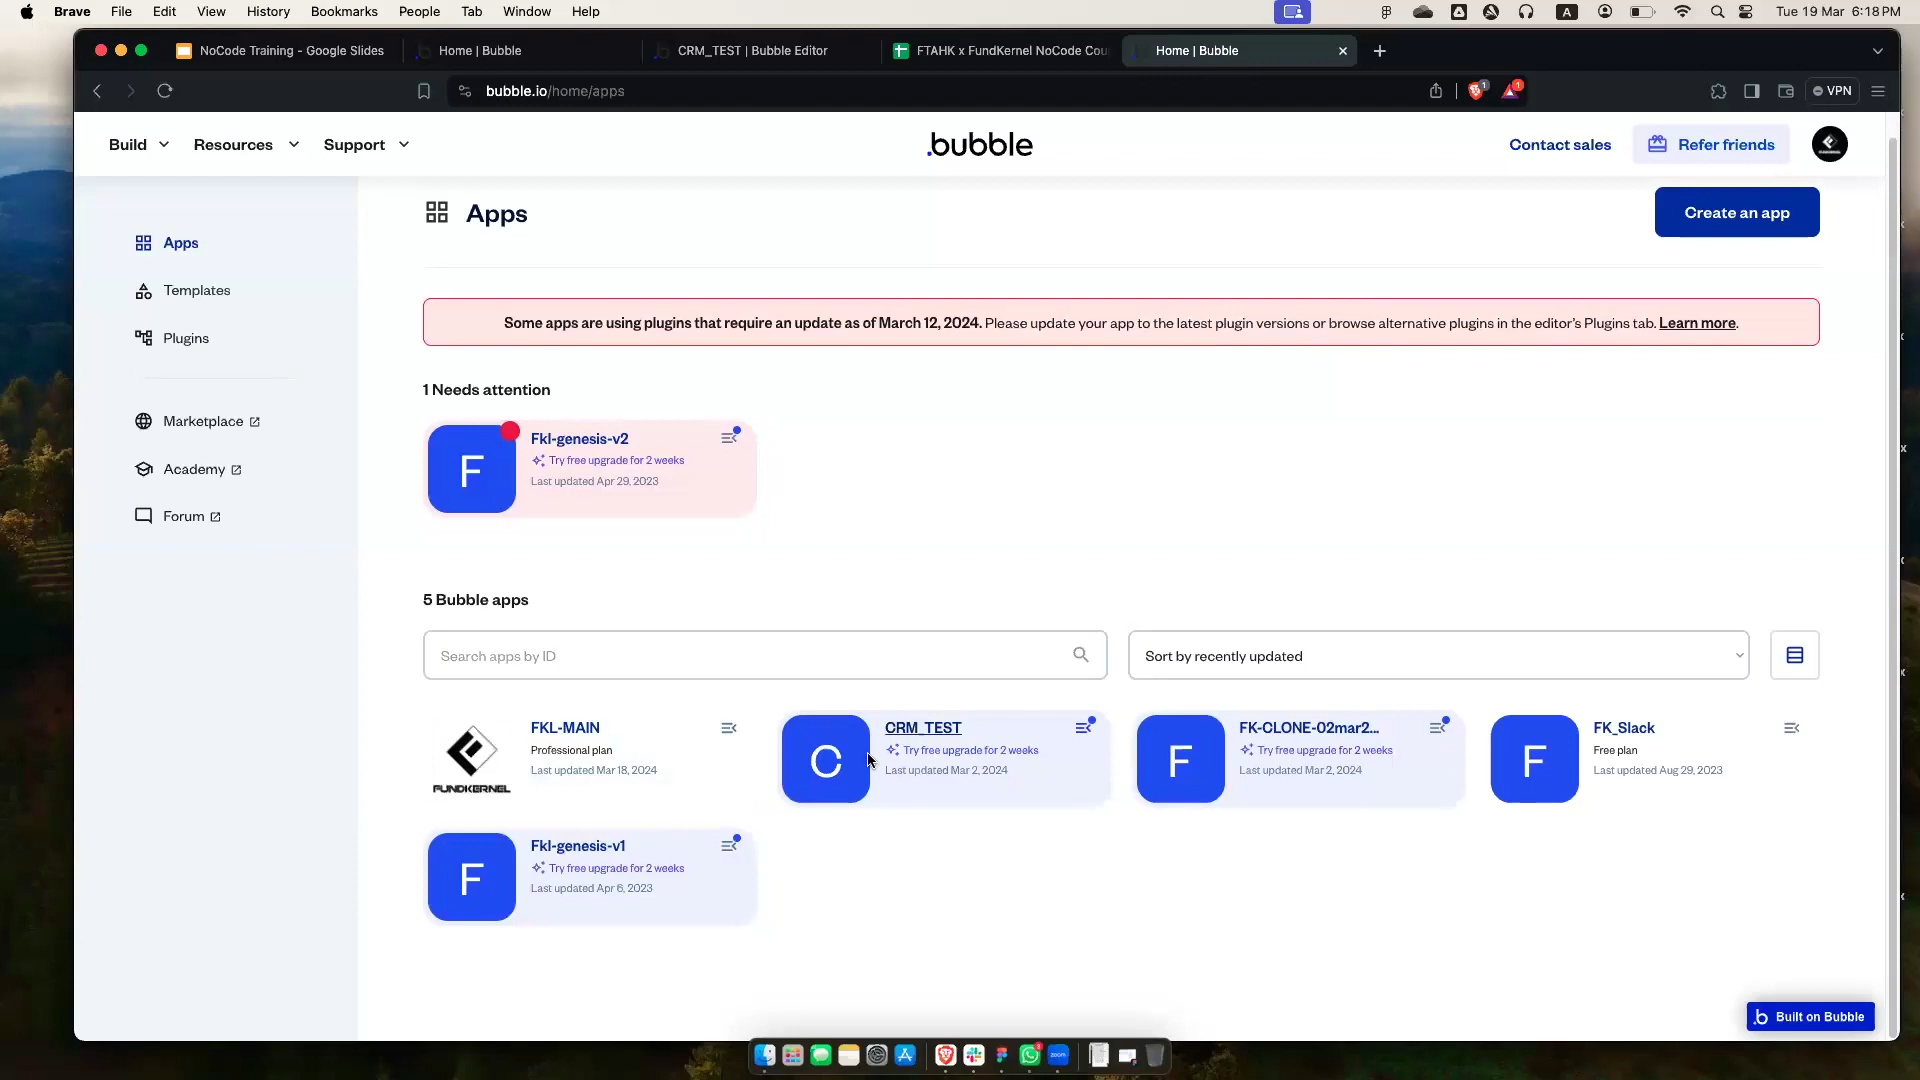 Brave File Edit View History Bookmarks People Tab Window Help
A
Tue 19 Mar 6:18 PM
NoCode Training - Google Slides
Home | Bubble
CRM_TEST | Bubble Editor
FTAHK x FundKernel NoCode Cou
Home | Bubble
bubble.io/home/apps
1
1
VPN
Build
Resources
Support
.bubble
Contact sales
Refer friends
Apps
Templates
Plugins
Marketplace
Academy
Forum
Apps
Create an app
Some apps are using plugins that require an update as of March 12, 2024. Please update your app to the latest plugin versions or browse alternative plugins in the editor's Plugins tab. Learn more.
1 Needs attention
F
Fkl-genesis-v2
Try free upgrade for 2 weeks
Last updated Apr 29, 2023
5 Bubble apps
Search apps by ID
Sort by recently updated
FUNDKERNEL
FKL-MAIN
Professional plan
Last updated Mar 18, 2024
C
CRM_TEST
Try free upgrade for 2 weeks
Last updated Mar 2, 2024
F
FK-CLONE-02mar2...
Try free upgrade for 2 weeks
Last updated Mar 2, 2024
F
FK_Slack
Free plan
Last updated Aug 29, 2023
F
Fkl-genesis-v1
Try free upgrade for 2 weeks
Last updated Apr 6, 2023
b Built on Bubble
3
zoom